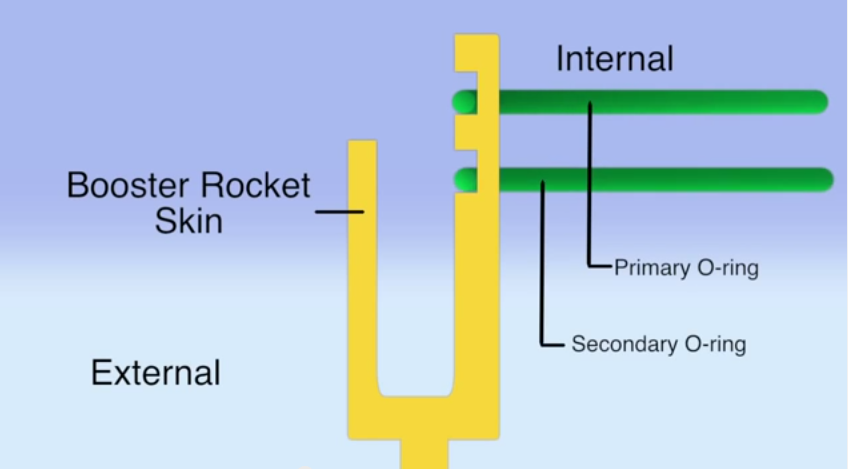 Internal
Booster Rocket
Skin
Primary O-ring
Secondary O-ring
External